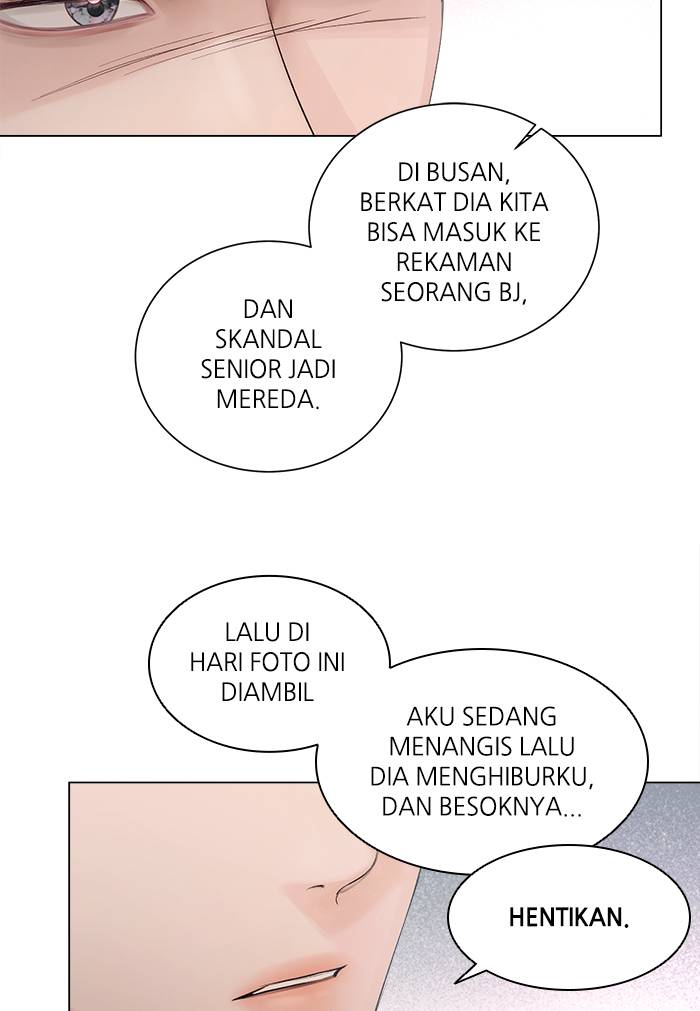 DI BUSAN,
BERKAT DIA KITA
BISA MASUK KE
REKAMAN
SEORANG BJ,
DAN
SKANDAL
SENIOR JADI
MEREDA.
LALU DI
HARI FOTO INI
DIAMBIL
AKU SEDANG
MENANGIS LALU
DIA MENGHIBURKU,
DAN BESOKNYA...
HENTIKAN.